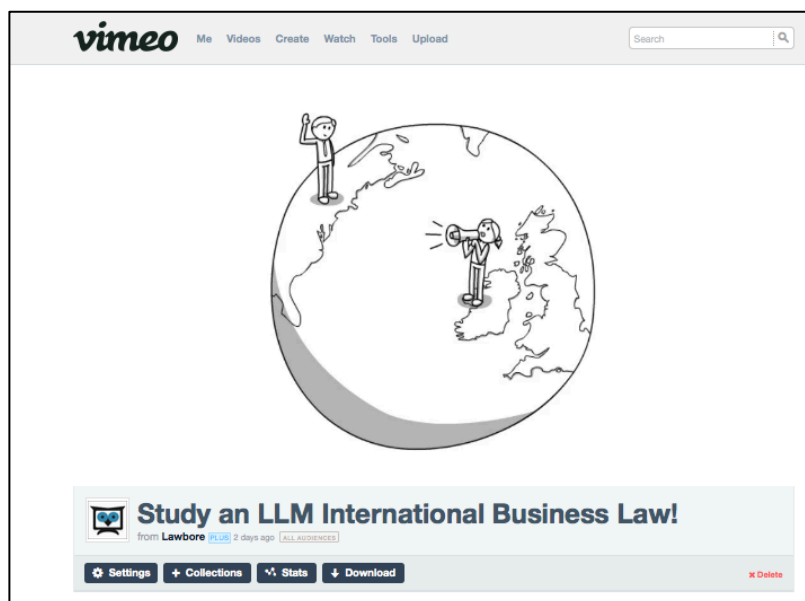 vimeo Me Videos Create Watch Tools Upload Search
Study an LLM International Business Law!
from Lawbore PLUS 2 days ago ALL AUDIENCES
Settings + Collections Stats Download Delete